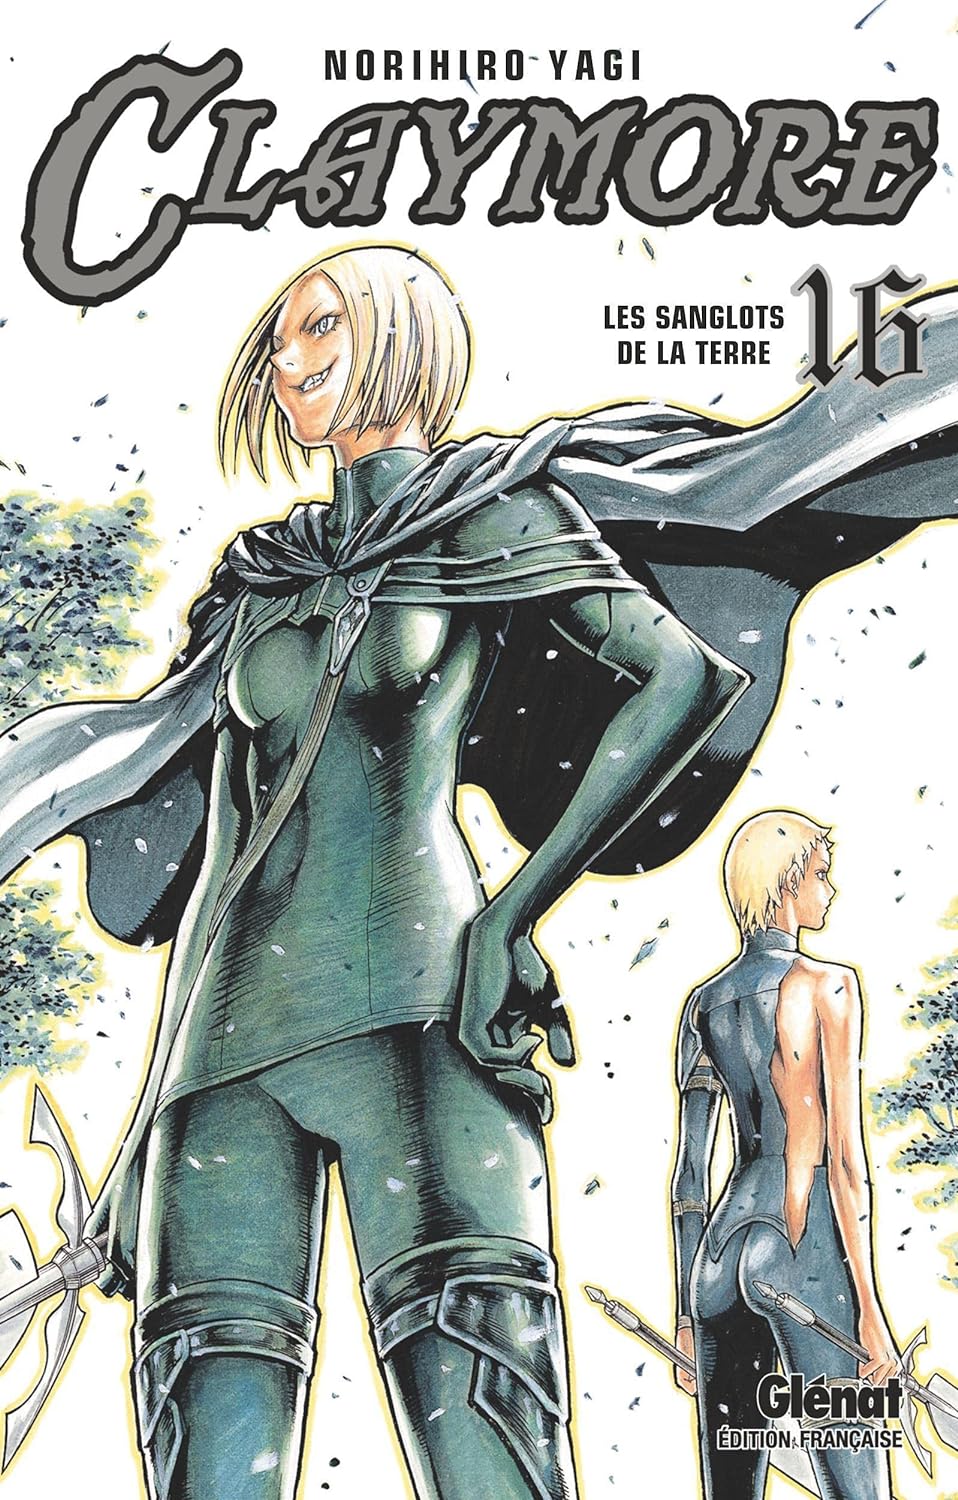 NORIHIRO YAGI
CLAYMORE
16
LES SANGLOTS
DE LA TERRE
Glénat
ÉDITION FRANÇAISE